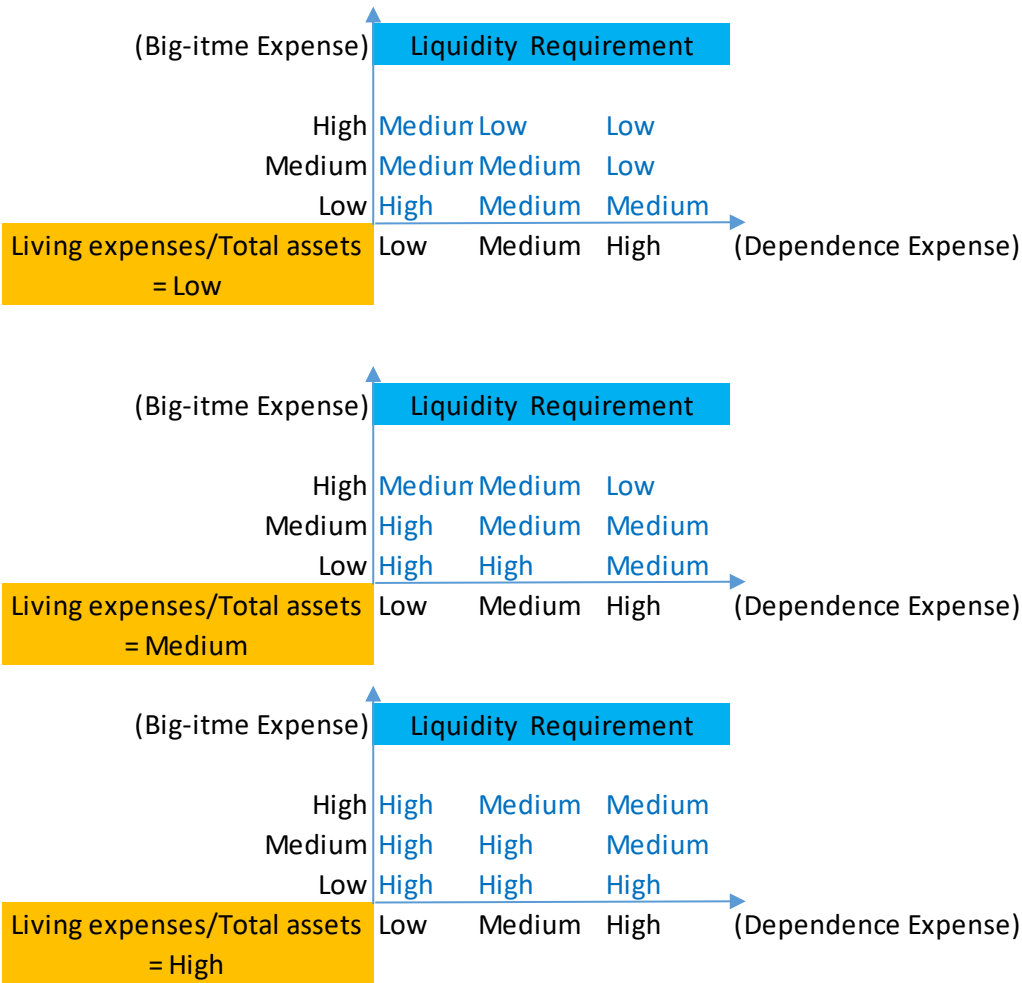 (Big-itme Expense) Liquidity Requirement
High Medium Low Low
Medium Medium Medium Low
Low High Medium Medium
Living expenses/Total assets Low Medium High (Dependence Expense)
= Low
(Big-itme Expense) Liquidity Requirement
High Medium Medium Low
Medium High Medium Medium
Low High High Medium
Living expenses/Total assets Low Medium High (Dependence Expense)
= Medium
(Big-itme Expense) Liquidity Requirement
High High Medium Medium
Medium High High Medium
Low High High High
Living expenses/Total assets Low Medium High (Dependence Expense)
= High